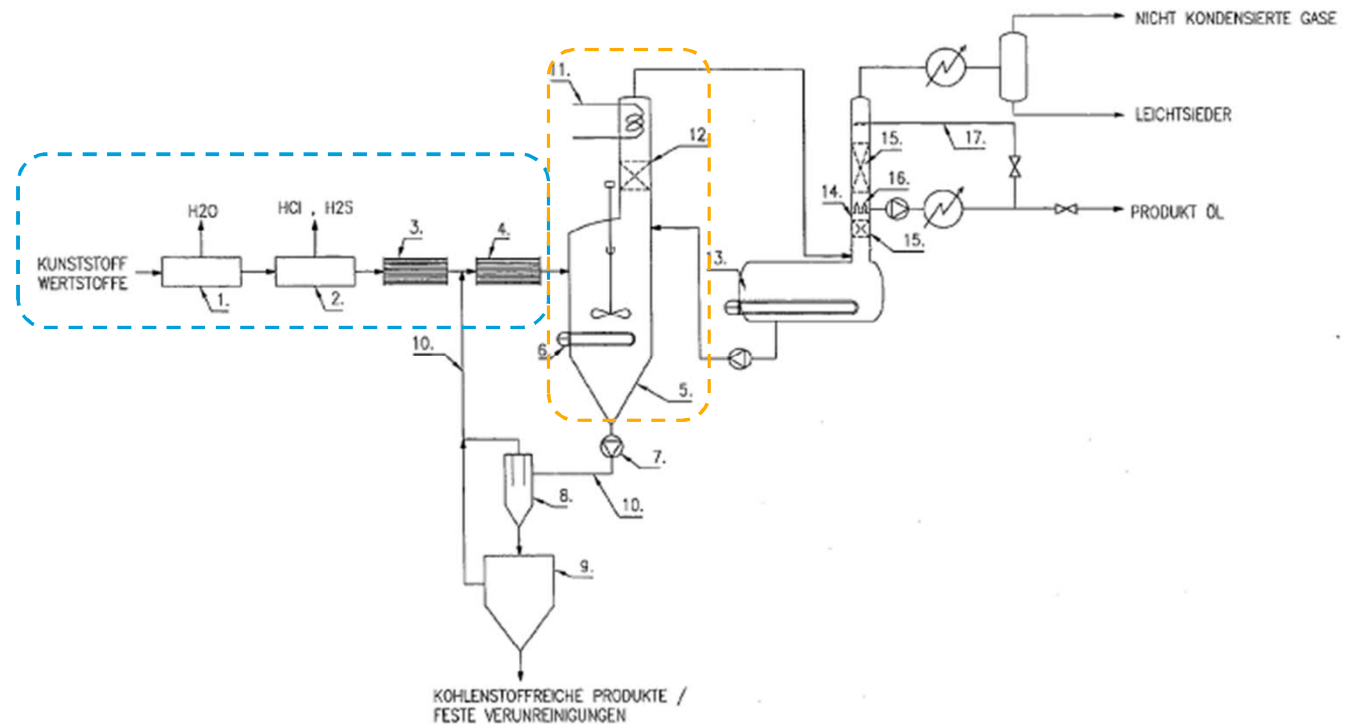 NICHT KONDENSIERTE GASE
LEICHTSIEDER
11.
12.
15.
17.
16.
14.
15.
PRODUKT ÖL
H2O
HCl , H2S
3.
4.
KUNSTSTOFF
WERTSTOFFE
1.
2.
3.
10.
6.
5.
7.
8.
10.
9.
KOHLENSTOFFREICHE PRODUKTE /
FESTE VERUNREINIGUNGEN